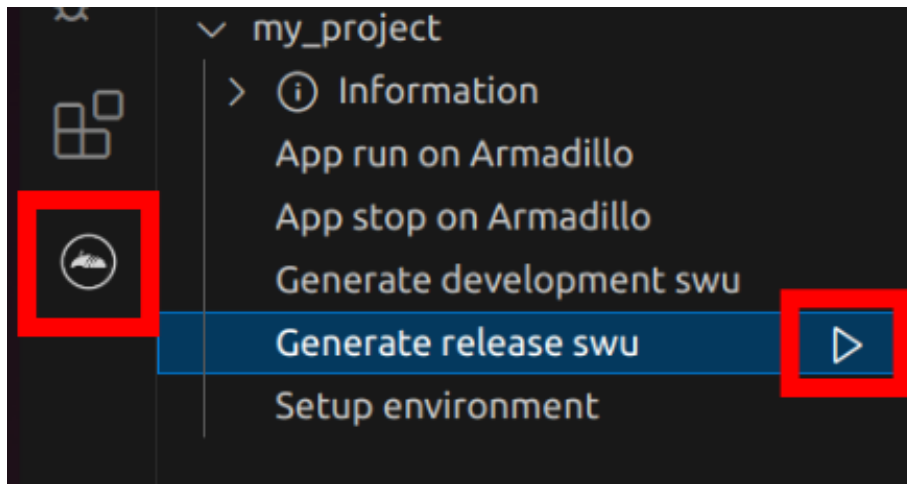 my_project
Information
App run on Armadillo
App stop on Armadillo
Generate development swu
Generate release swu
Setup environment